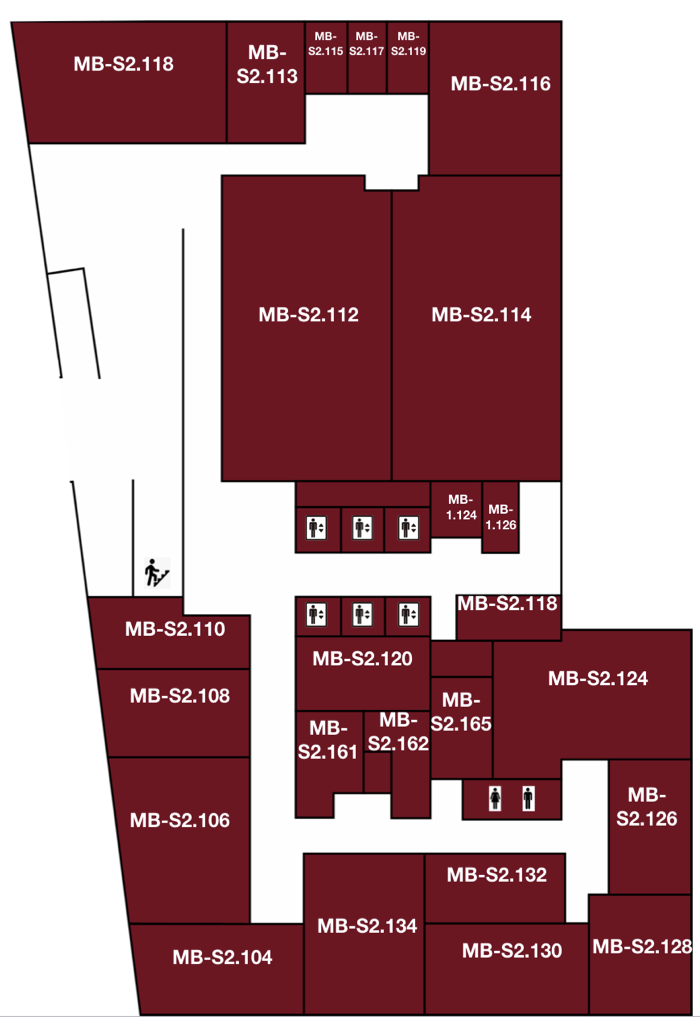 MB-S2.118
MB-
S2.113
MB-
S2.115
MB-
S2.117
MB-
S2.119
MB-S2.116
MB-S2.112
MB-S2.114
MB-
1.124
MB-
1.126
MB-S2.110
MB-S2.118
MB-S2.120
MB-S2.124
MB-S2.108
MB-
S2.161
MB-
S2.162
MB-
S2.165
MB-S2.106
MB-
S2.126
MB-S2.132
MB-S2.134
MB-S2.130
MB-S2.128
MB-S2.104